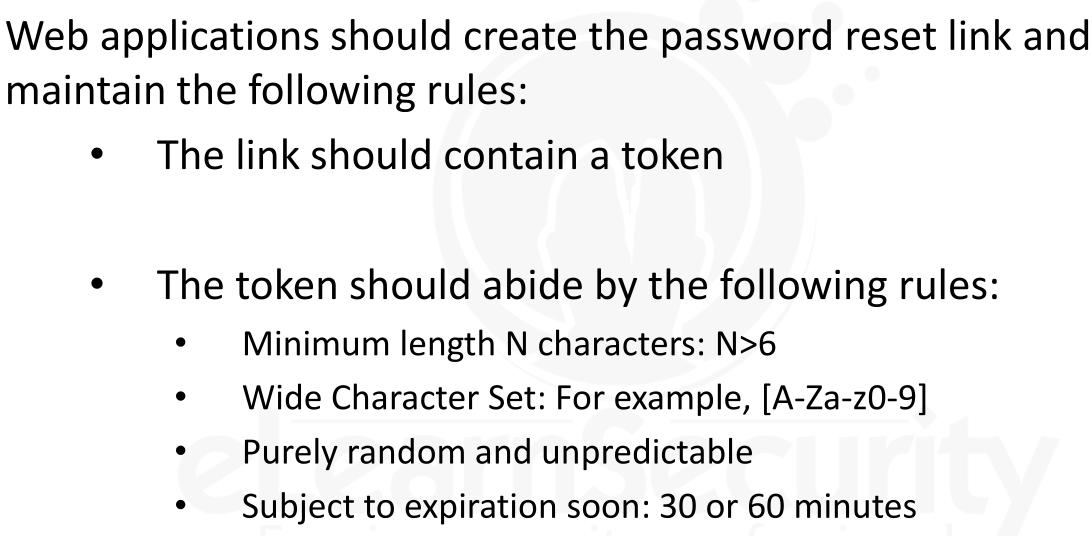 Web applications should create the password reset link and
maintain the following rules:
• The link should contain a token
• The token should abide by the following rules:
• Minimum length N characters: N>6
• Wide Character Set: For example, [A-Za-z0-9]
• Purely random and unpredictable
• Subject to expiration soon: 30 or 60 minutes
eLearnSecurity